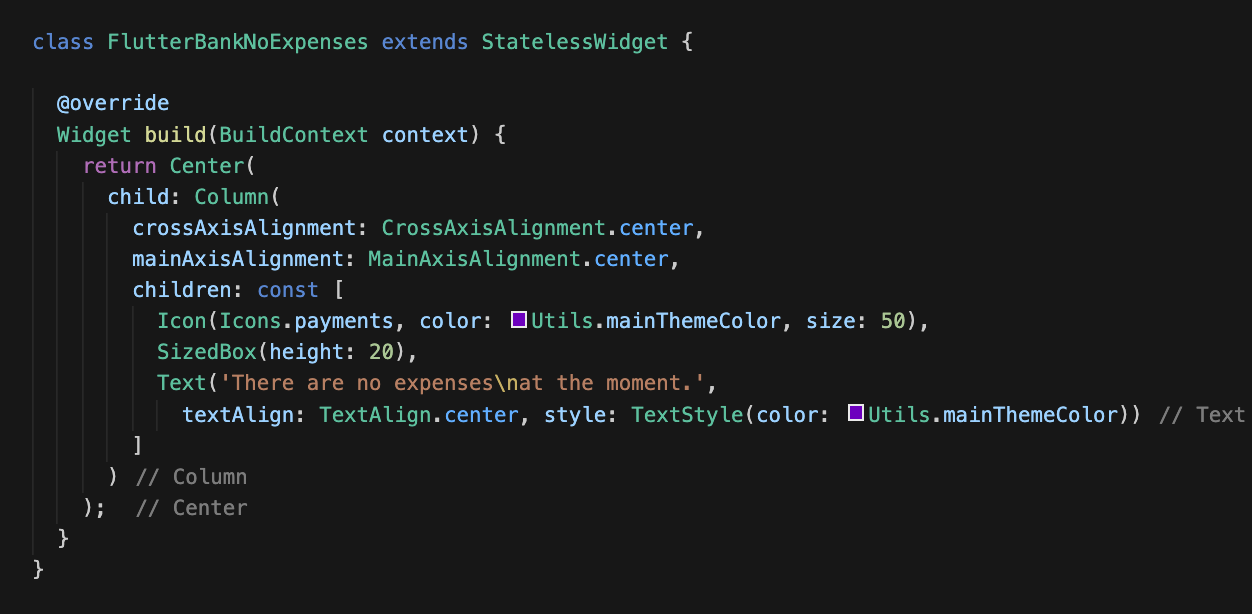 class FlutterBankNoExpenses extends StatelessWidget {
@override
Widget build(BuildContext context) {
return Center(
child: Column(
crossAxisAlignment: CrossAxisAlignment.center,
mainAxisAlignment: MainAxisAlignment.center,
children: const [
Icon(Icons.payments, color: Utils.mainThemeColor, size: 50),
SizedBox(height: 20),
Text('There are no expenses\nat the moment.',
textAlign: TextAlign.center, style: TextStyle(color: Utils.mainThemeColor)) // Text
]
) // Column
); // Center
}
}